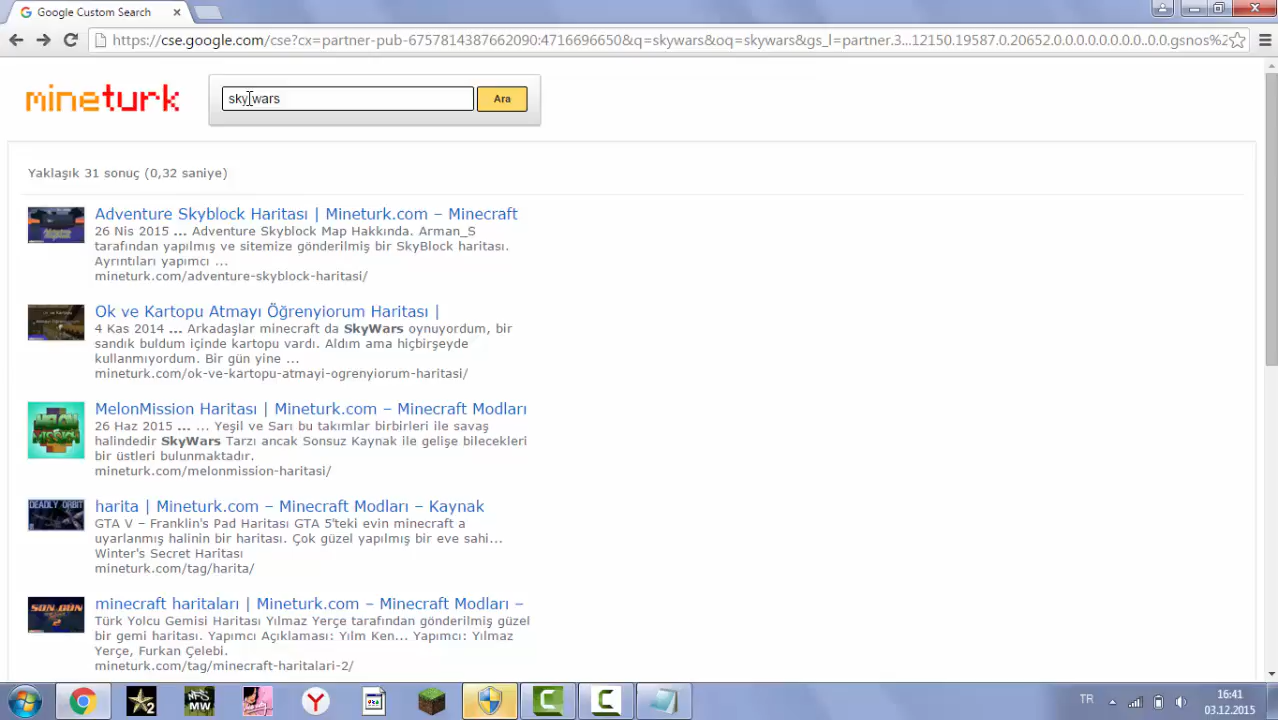 Google Custom Search
https://cse.google.com/cse?cx=partner-pub-6757814387662090:4716696650&q=skywars&oq=skywars&gs_l=partner.3...12150.19587.0.20652.0.0.0.0.0.0.0..0.0.gsnos%2
mineturk
skywars
Ara
Yaklaşık 31 sonuç (0,32 saniye)
Adventure Skyblock Haritası | Mineturk.com – Minecraft
26 Nis 2015 ... Adventure Skyblock Map Hakkında. Arman_S
tarafından yapılmış ve sitemize gönderilmiş bir SkyBlock haritası.
Ayrıntıları yapımcı ...
mineturk.com/adventure-skyblock-haritasi/
Ok ve Kartopu Atmayı Öğrenyiorum Haritası |
4 Kas 2014 ... Arkadaşlar minecraft da SkyWars oynuyordum, bir
sandık buldum içinde kartopu vardı. Aldım ama hiçbirşeyde
kullanmıyordum. Bir gün yine ...
mineturk.com/ok-ve-kartopu-atmayi-ogrenyiorum-haritasi/
MelonMission Haritası | Mineturk.com – Minecraft Modları
26 Haz 2015 ... ... Yeşil ve Sarı bu takımlar birbirleri ile savaş
halindedir SkyWars Tarzı ancak Sonsuz Kaynak ile gelişe bilecekleri
bir üstleri bulunmaktadır.
mineturk.com/melonmission-haritasi/
MELON
MISSION
harita | Mineturk.com – Minecraft Modları – Kaynak
DEADLY ORBIT
GTA V – Franklin's Pad Haritası GTA 5'teki evin minecraft a
uyarlanmış halinin bir haritası. Çok güzel yapılmış bir eve sahi...
Winter's Secret Haritası
mineturk.com/tag/harita/
minecraft haritaları | Mineturk.com – Minecraft Modları –
SON GÜN
2
Türk Yolcu Gemisi Haritası Yılmaz Yerçe tarafından gönderilmiş güzel
bir gemi haritası. Yapımcı Açıklaması: Yılm Ken... Yapımcı: Yılmaz
Yerçe, Furkan Çelebi.
mineturk.com/tag/minecraft-haritalari-2/
2
NFS
MW
Y
C
C
TR
16:41
03.12.2015